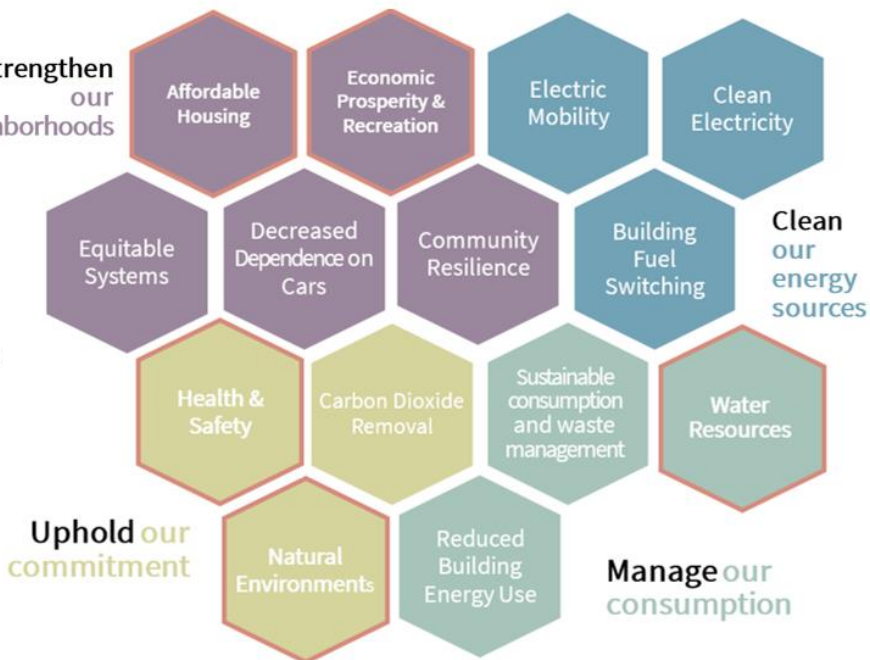 trengthen
our
nborhoods
Affordable
Housing
Economic
Prosperity &
Recreation
Electric
Mobility
Clean
Electricity
Equitable
Systems
Decreased
Dependence on
Cars
Community
Resilience
Building
Fuel
Switching
Clean
our
energy
sources
Health &
Safety
Carbon Dioxide
Removal
Sustainable
consumption
and waste
management
Water
Resources
Uphold our
commitment
Natural
Environments
Reduced
Building
Energy Use
Manage our
consumption